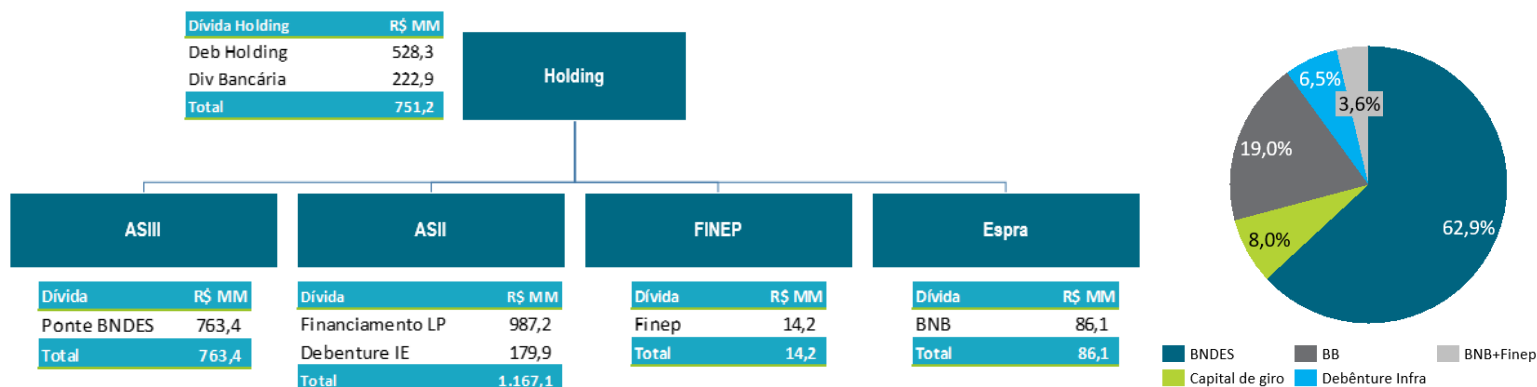 Dívida Holding R$ MM
Deb Holding 528,3
Div Bancária 222,9
Total 751,2
Holding
ASIII
ASII
FINEP
Espra
Dívida R$ MM
Ponte BNDES 763,4
Total 763,4
Dívida R$ MM
Financiamento LP 987,2
Debenture IE 179,9
Total 1.167,1
Dívida R$ MM
Finep 14,2
Total 14,2
Dívida R$ MM
BNB 86,1
Total 86,1
6,5%
3,6%
19,0%
8,0%
62,9%
BNDES
BB
BNB+Finep
Capital de giro
Debênture Infra